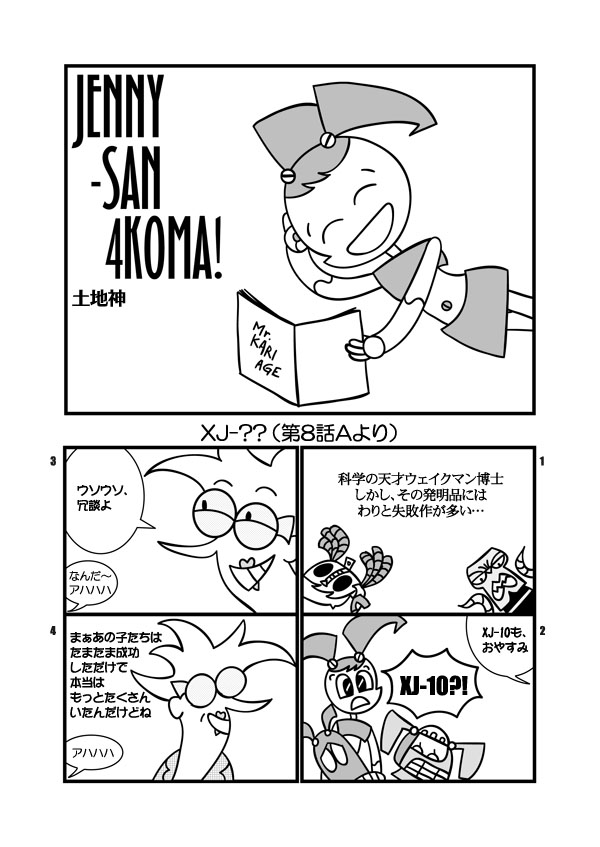 JENNY
-SAN
4KOMA!
土地神
Mr.
KARI
AGE
XJ-??（第8話Aより）
1
科学の天才ウェイクマン博士
しかし、その発明品には
わりと失敗作が多い…
2
XJ-10も、
おやすみ
XJ-10?!
3
ウソウソ、
冗談よ
なんだ～
アハハハ
4
まぁあの子たちは
たまたま成功
しただけで
本当は
もっとたくさん
いたんだけどね
アハハハ